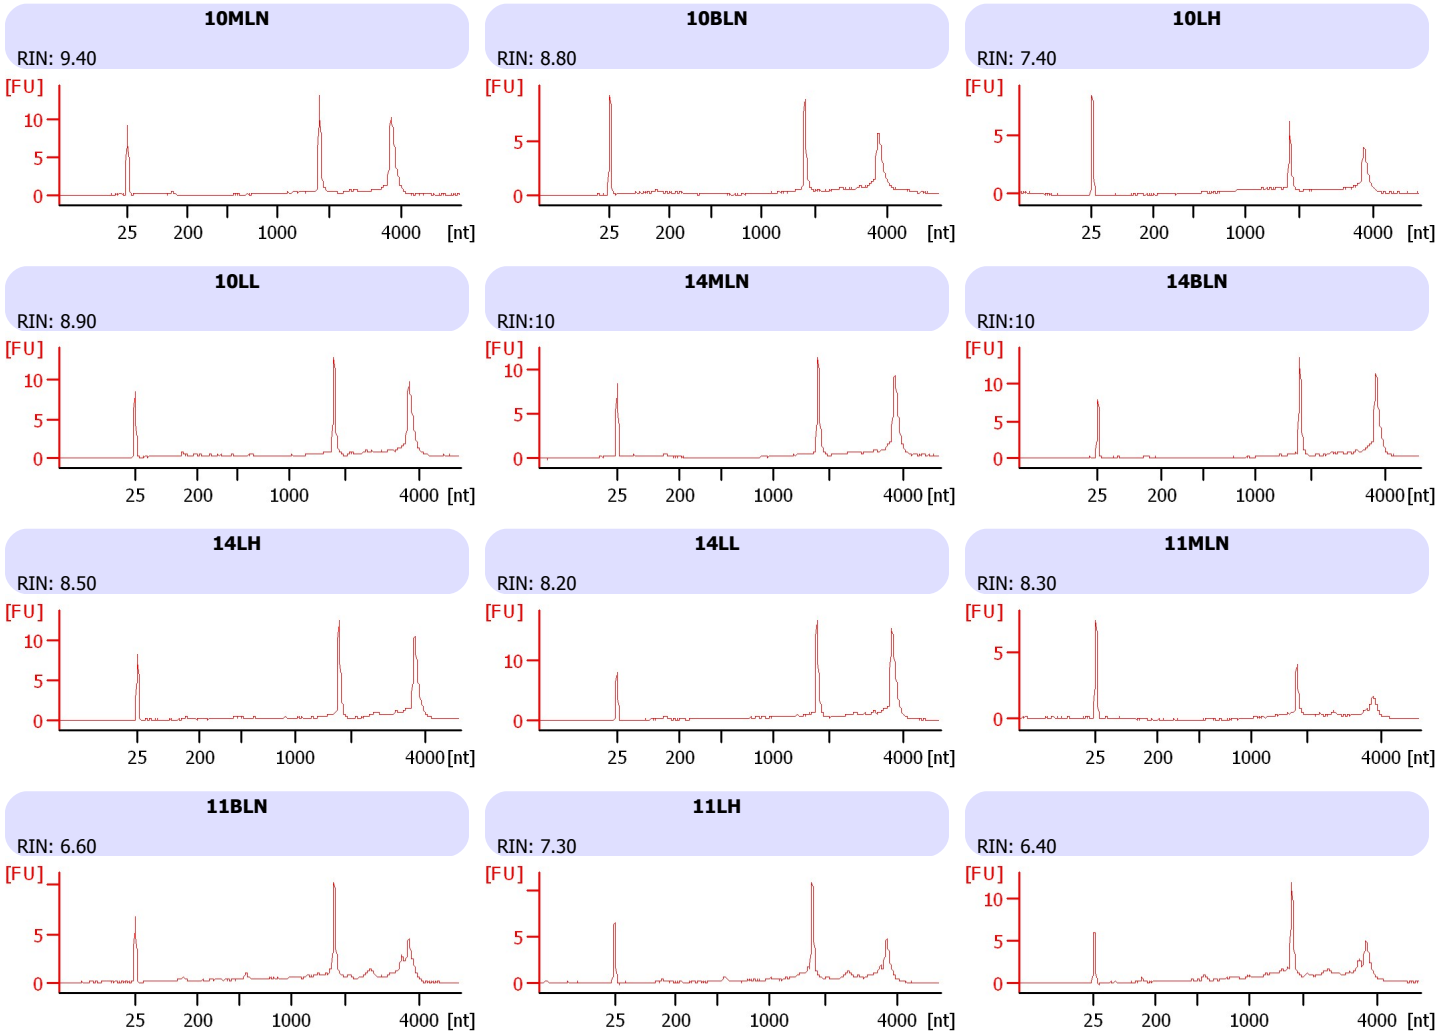 10MLN
RIN: 9.40
[FU]
10
5
0
25 200 1000 4000 [nt]
10BLN
RIN: 8.80
[FU]
5
0
25 200 1000 4000 [nt]
10LH
RIN: 7.40
[FU]
5
0
25 200 1000 4000 [nt]
10LL
RIN: 8.90
[FU]
10
5
0
25 200 1000 4000 [nt]
14MLN
RIN:10
[FU]
10
5
0
25 200 1000 4000 [nt]
14BLN
RIN:10
[FU]
10
5
0
25 200 1000 4000 [nt]
14LH
RIN: 8.50
[FU]
10
5
0
25 200 1000 4000 [nt]
14LL
RIN: 8.20
[FU]
10
0
25 200 1000 4000 [nt]
11MLN
RIN: 8.30
[FU]
5
0
25 200 1000 4000 [nt]
11BLN
RIN: 6.60
[FU]
5
0
25 200 1000 4000 [nt]
11LH
RIN: 7.30
[FU]
5
0
25 200 1000 4000 [nt]
RIN: 6.40
[FU]
10
5
0
25 200 1000 4000 [nt]